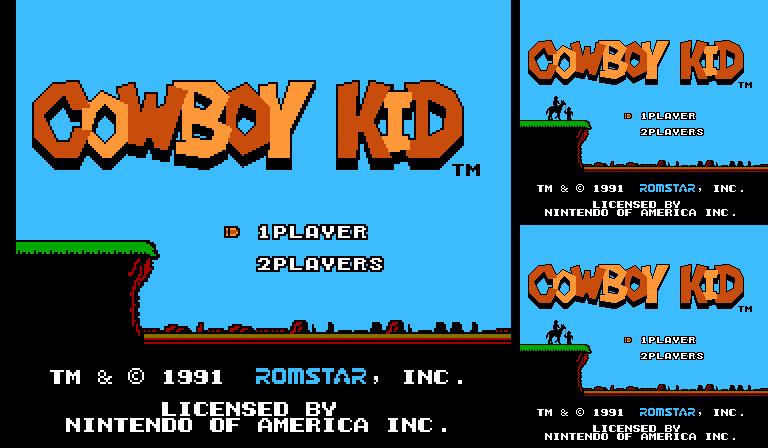 COWBOY KID
TM
1PLAYER
2PLAYERS
TM & © 1991 ROMSTAR, INC.
LICENSED BY
NINTENDO OF AMERICA INC.
COWBOY KID
TM
1PLAYER
2PLAYERS
TM & © 1991 ROMSTAR, INC.
LICENSED BY
NINTENDO OF AMERICA INC.
COWBOY KID
TM
1PLAYER
2PLAYERS
TM & © 1991 ROMSTAR, INC.
LICENSED BY
NINTENDO OF AMERICA INC.